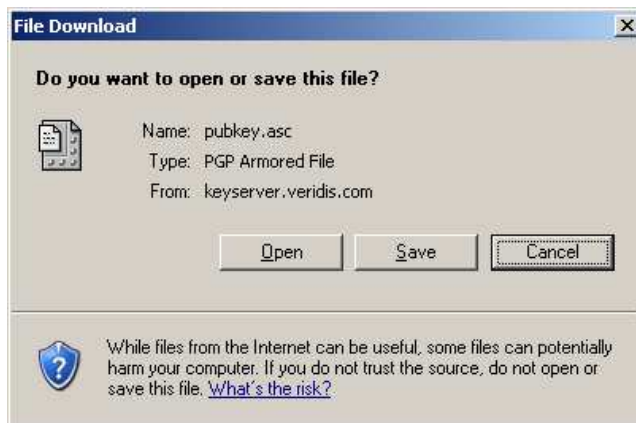 File Download
Do you want to open or save this file?
Name: pubkey.asc
Type: PGP Armored File
From: keyserver.veridis.com
Open Save Cancel
While files from the Internet can be useful, some files can potentially
harm your computer. If you do not trust the source, do not open or
save this file. What's the risk?